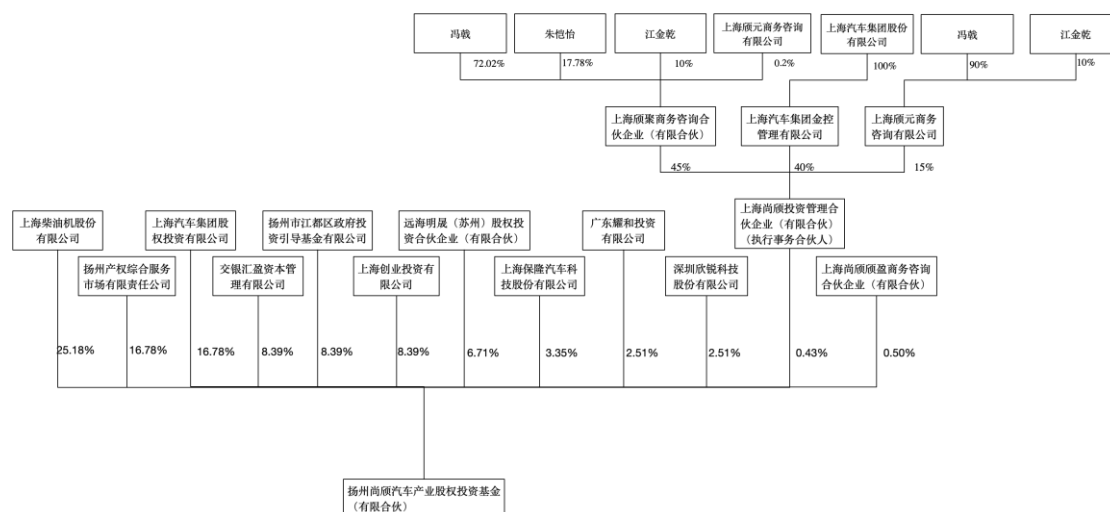 冯戟
朱恺怡
江金乾
上海颀元商务咨询
有限公司
上海汽车集团股份
有限公司
冯戟
江金乾
72.02%
17.78%
10%
0.2%
100%
90%
10%
上海颀聚商务咨询合
伙企业（有限合伙）
上海汽车集团金控
管理有限公司
上海颀元商务
咨询有限公司
45%
40%
15%
上海柴油机股份
有限公司
上海汽车集团股
权投资有限公司
扬州市江都区政府投
资引导基金有限公司
远海明晟（苏州）股权投
资合伙企业（有限合伙）
广东耀和投资
有限公司
上海尚颀投资管理合
伙企业（有限合伙）
（执行事务合伙人）
扬州产权综合服务
市场有限责任公司
交银汇盈资本管
理有限公司
上海创业投资有
限公司
上海保隆汽车科
技股份有限公司
深圳欣锐科技
股份有限公司
上海尚颀颀盈商务咨询
合伙企业（有限合伙）
25.18%
16.78%
16.78%
8.39%
8.39%
8.39%
6.71%
3.35%
2.51%
2.51%
0.43%
0.50%
扬州尚颀汽车产业股权投资基金
（有限合伙）